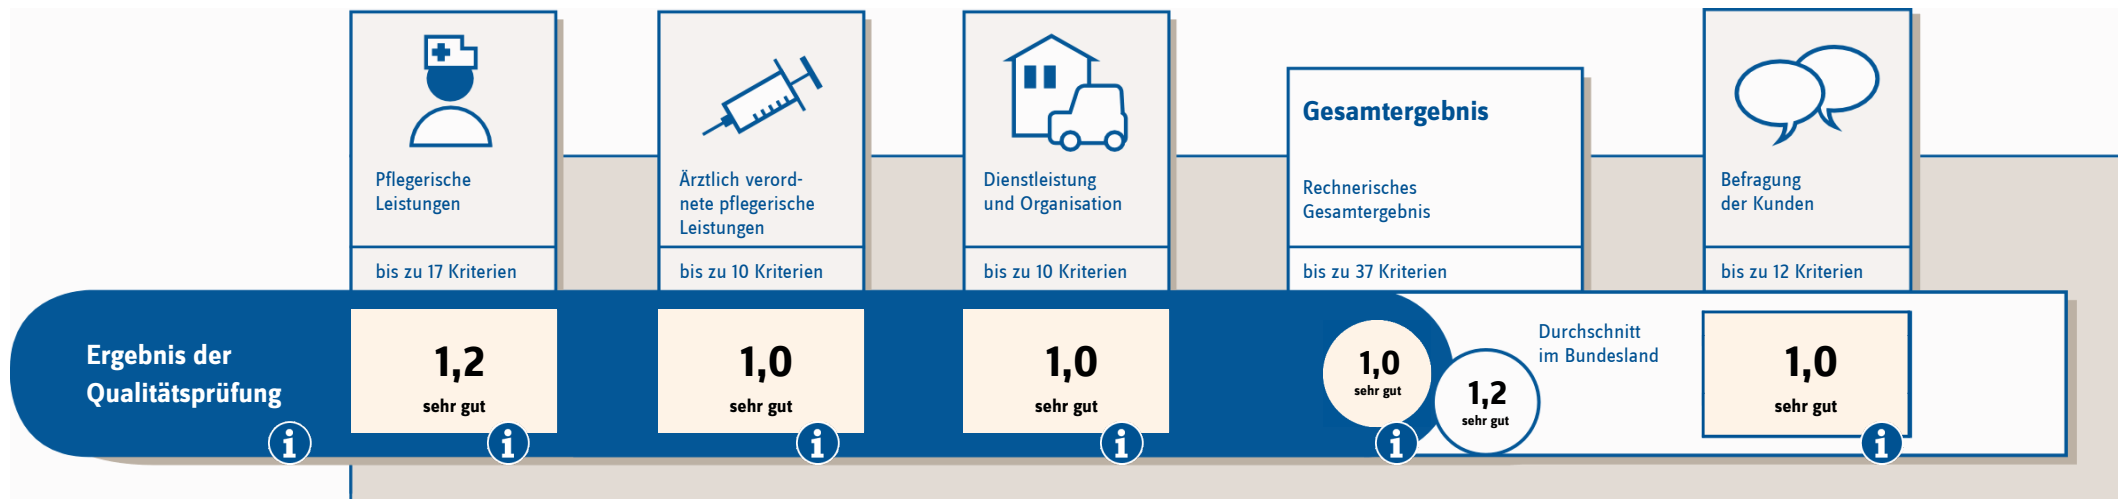 Pflegerische
Leistungen
bis zu 17 Kriterien
Ärztlich verord-
nete pflegerische
Leistungen
bis zu 10 Kriterien
Dienstleistung
und Organisation
bis zu 10 Kriterien
Gesamtergebnis
Rechnerisches
Gesamtergebnis
bis zu 37 Kriterien
Befragung
der Kunden
bis zu 12 Kriterien
Ergebnis der
Qualitätsprüfung
i
1,2
sehr gut
i
1,0
sehr gut
i
1,0
sehr gut
i
1,0
sehr gut
i
1,2
sehr gut
Durchschnitt
im Bundesland
1,0
sehr gut
i